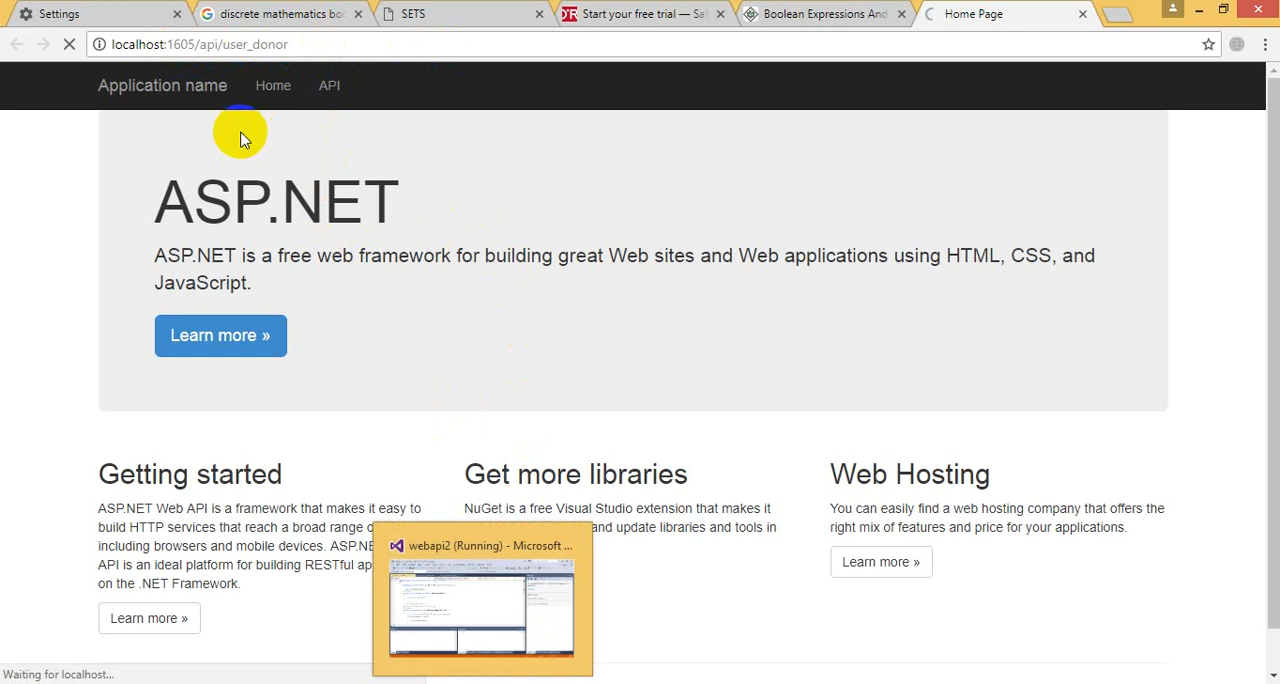 Settings
discrete mathematics boo
SETS
Start your free trial — Sa
Boolean Expressions And
Home Page
localhost:1605/api/user_donor
Application name
Home
API
ASP.NET
ASP.NET is a free web framework for building great Web sites and Web applications using HTML, CSS, and
JavaScript.
Learn more »
Getting started
ASP.NET Web API is a framework that makes it easy to
build HTTP services that reach a broad range o
including browsers and mobile devices. ASP.NE
API is an ideal platform for building RESTful ap
on the .NET Framework.
Learn more »
Get more libraries
NuGet is a free Visual Studio extension that makes it
and update libraries and tools in
Web Hosting
You can easily find a web hosting company that offers the
right mix of features and price for your applications.
Learn more »
webapi2 (Running) - Microsoft ...
Waiting for localhost...